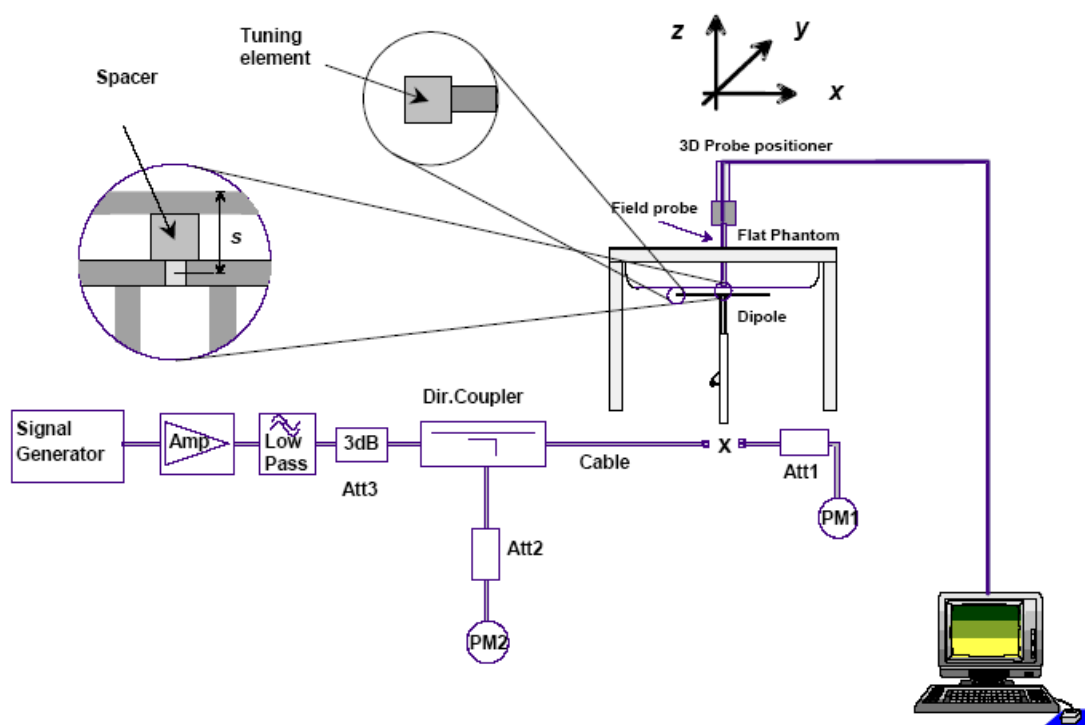 z
y
x
Tuning
element
Spacer
3D Probe positioner
s
Field probe
Flat Phantom
Dipole
Dir.Coupler
Signal
Generator
Amp
Low
Pass
3dB
Att3
Cable
X
Att1
PM1
Att2
PM2